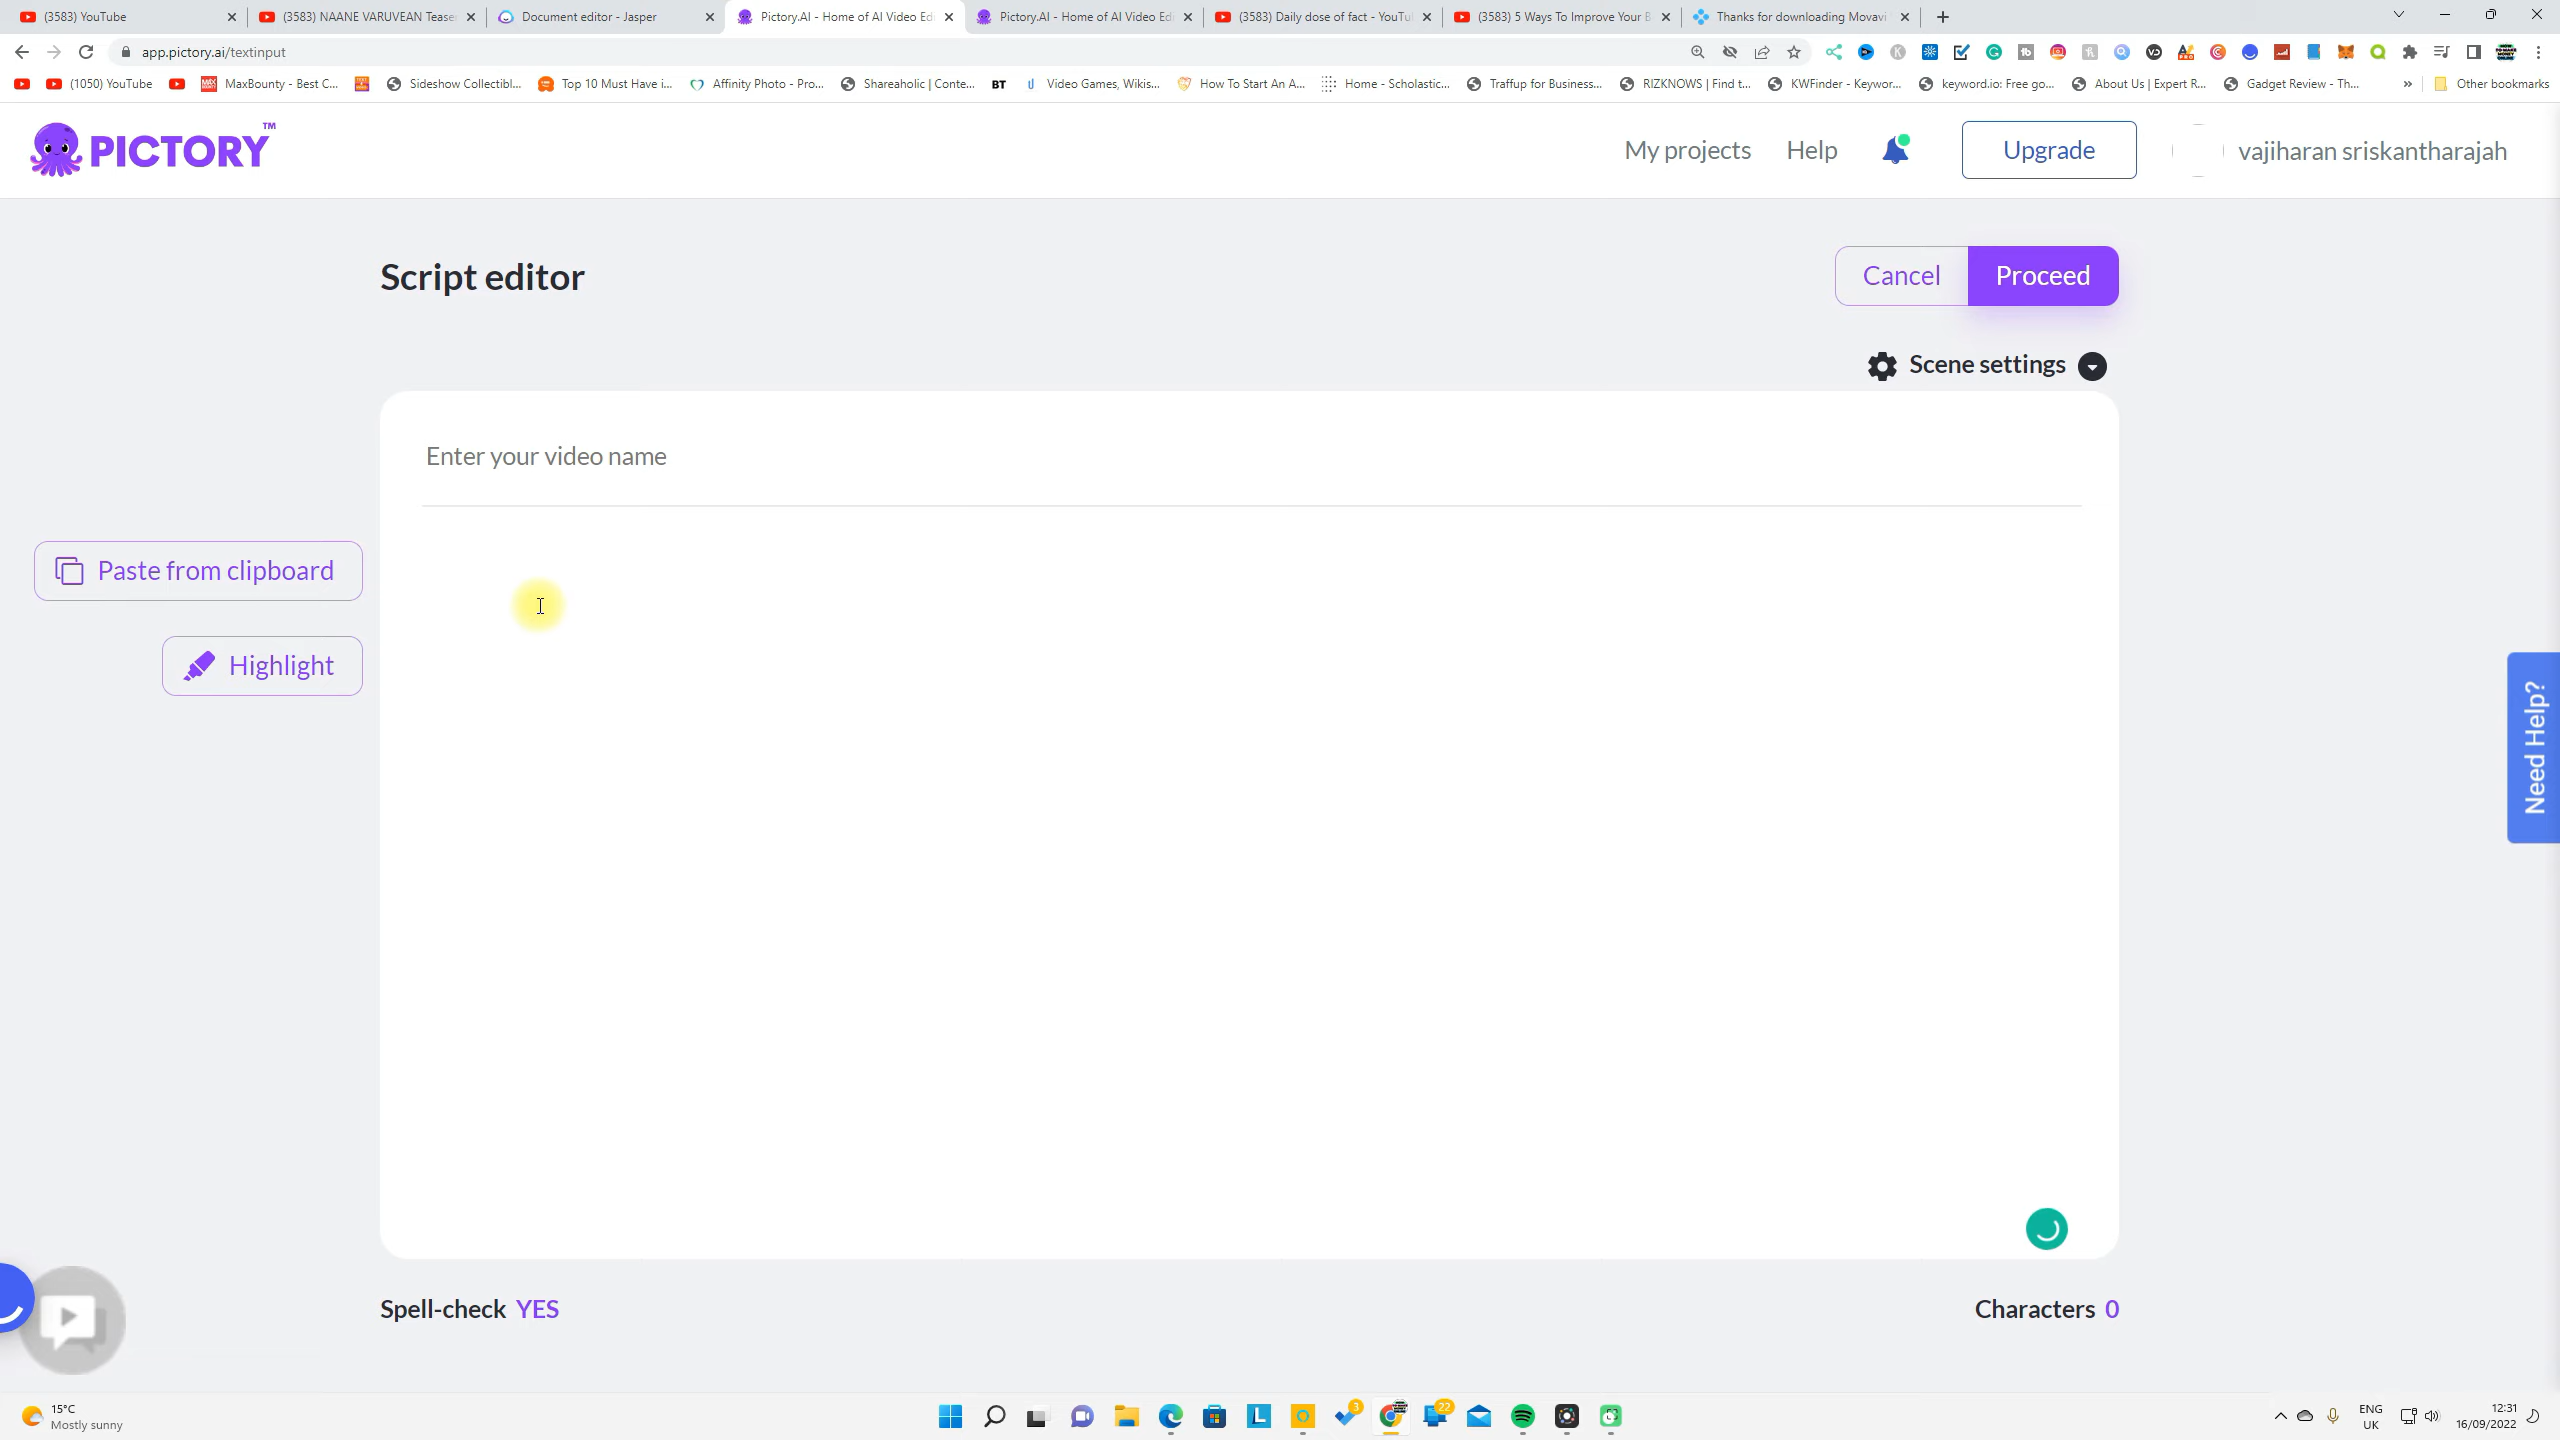 (3583) YouTube
(3583) NAANE VARUVEAN Tease
Document editor - Jasper
Pictory.AI - Home of AI Video Edi
Pictory.AI - Home of AI Video Edi
(3583) Daily dose of fact - YouTu
(3583) 5 Ways To Improve Your B
Thanks for downloading Movavi
app.pictory.ai/textinput
(1050) YouTube
MaxBounty - Best C...
Sideshow Collectibl...
Top 10 Must Have i...
Affinity Photo - Pro...
Shareaholic | Conte...
BT
Video Games, Wikis...
How To Start An A...
Home - Scholastic...
Traffup for Business...
RIZKNOWS | Find t...
KWFinder - Keywor...
keyword.io: Free go...
About Us | Expert R...
Gadget Review - Th...
»
Other bookmarks
PICTORY™
My projects
Help
Upgrade
vajiharan sriskantharajah
Script editor
Cancel
Proceed
Scene settings
Enter your video name
Paste from clipboard
Highlight
Need Help?
Spell-check YES
Characters 0
15°C
Mostly sunny
3
22
ENG
UK
12:31
16/09/2022